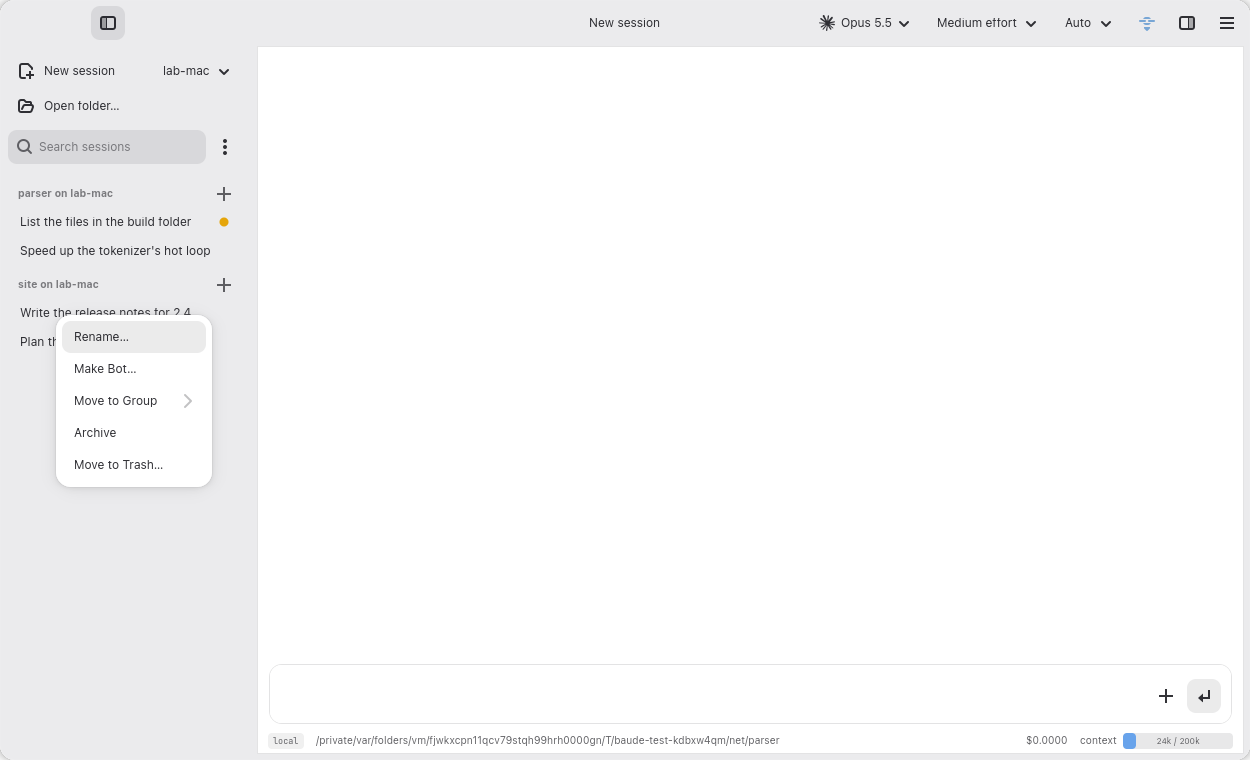 New session
Opus 5.5
Medium effort
Auto
New session
lab-mac
Open folder...
Search sessions
parser on lab-mac
List the files in the build folder
Speed up the tokenizer's hot loop
site on lab-mac
Write the release notes for 2.4
Plan
Rename...
Make Bot...
Move to Group
Archive
Move to Trash...
local
/private/var/folders/vm/fjwkxcpn11qcv79stqh99hrh0000gn/T/baude-test-kdbxw4qm/net/parser
$0.0000
context
24k / 200k